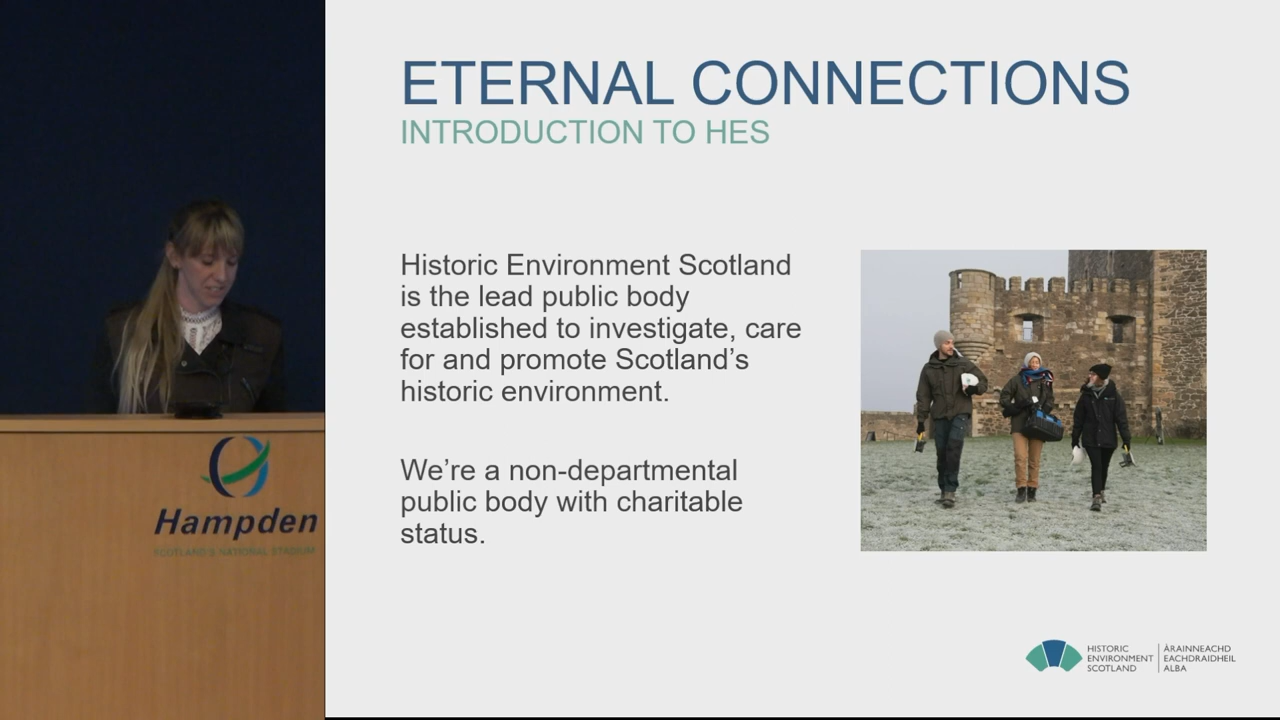 ETERNAL CONNECTIONS
INTRODUCTION TO HES
Historic Environment Scotland
is the lead public body
established to investigate, care
for and promote Scotland’s
historic environment.
We’re a non-departmental
public body with charitable
status.
Hampden
SCOTLAND'S NATIONAL STADIUM
HISTORIC
ENVIRONMENT
SCOTLAND
ÀRAINNEACHD
EACHDRAIDHEIL
ALBA